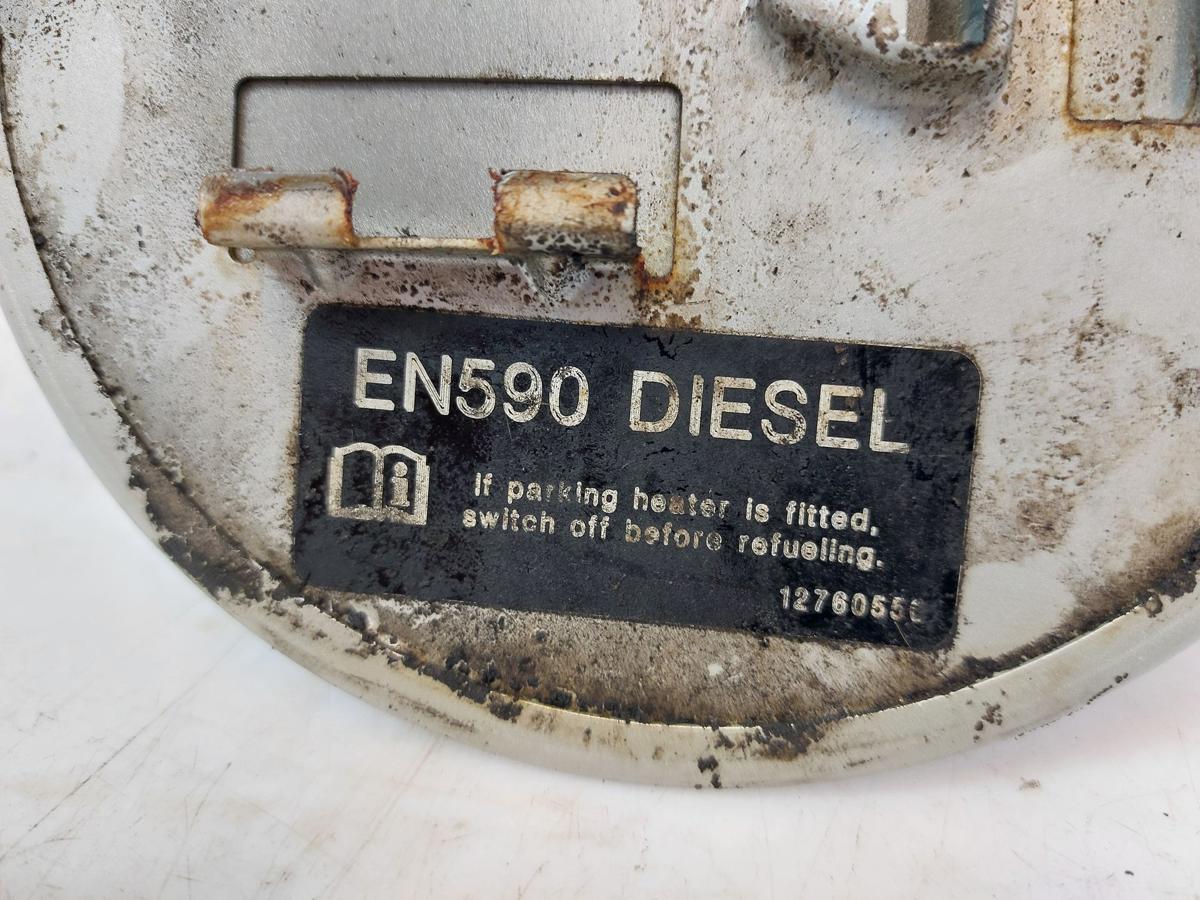 EN590 DIESEL
If parking heater is fitted,
switch off before refueling.